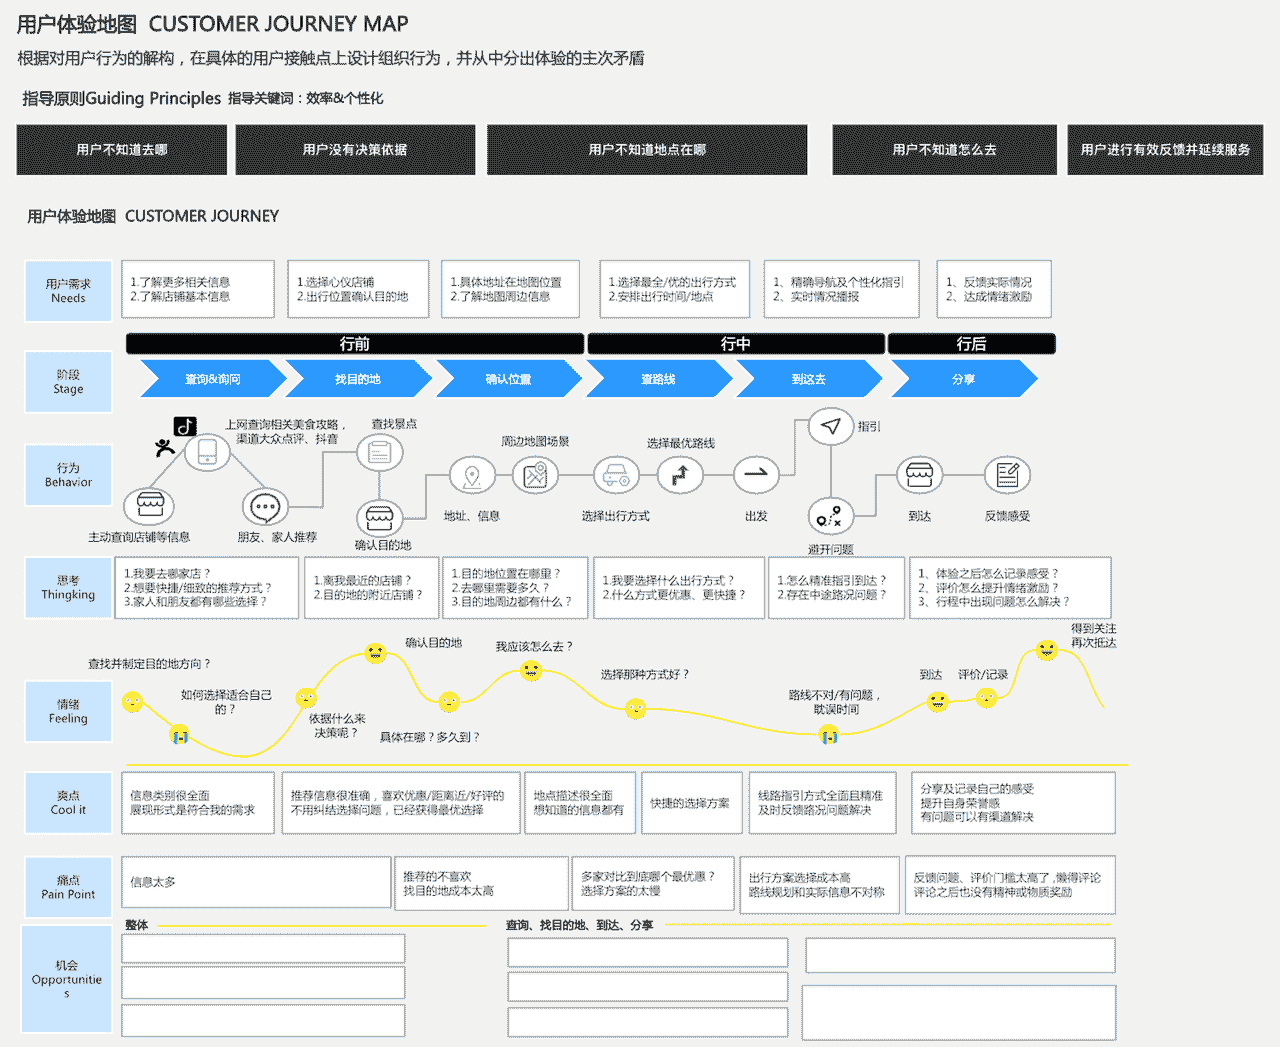 用户体验地图 CUSTOMER JOURNEY MAP
根据对用户行为的解构，在具体的用户接触点上设计组织行为，并从中分出体验的主次矛盾
指导原则Guiding Principles 指导关键词：效率&个性化
用户不知道去哪
用户没有决策依据
用户不知道地点在哪
用户不知道怎么去
用户进行有效反馈并延续服务
用户体验地图 CUSTOMER JOURNEY
用户需求
Needs
1.了解更多相关信息
2.了解店铺基本信息
1.选择心仪店铺
2.出行位置确认目的地
1.具体地址在地图位置
2.了解地图周边信息
1.选择最全/优的出行方式
2.安排出行时间/地点
1、精确导航及个性化指引
2、实时情况播报
1、反馈实际情况
2、达成情绪激励
行前
行中
行后
阶段
Stage
查询&询问
找目的地
确认位置
查路线
到这去
分享
行为
Behavior
上网查询相关美食攻略，
渠道大众点评、抖音
查找景点
主动查询店铺等信息
朋友、家人推荐
确认目的地
周边地图场景
地址、信息
选择最优路线
选择出行方式
出发
指引
避开问题
到达
反馈感受
思考
Thingking
1.我要去哪家店？
2.想要快捷/细致的推荐方式？
3.家人和朋友都有哪些选择？
1.离我最近的店铺？
2.目的地的附近店铺？
1.目的地位置在哪里？
2.去哪里需要多久？
3.目的地周边都有什么？
1.我要选择什么出行方式？
2.什么方式更优惠、更快捷？
1.怎么精准指引到达？
2.存在中途路况问题？
1、体验之后怎么记录感受？
2、评价怎么提升情绪激励？
3、行程中出现问题怎么解决？
情绪
Feeling
查找并制定目的地方向？
如何选择适合自己
的？
依据什么来
决策呢？
确认目的地
具体在哪？多久到？
我应该怎么去？
选择那种方式好？
路线不对/有问题，
耽误时间
到达
评价/记录
得到关注
再次抵达
爽点
Cool it
信息类别很全面
展现形式是符合我的需求
推荐信息很准确，喜欢优惠/距离近/好评的
不用纠结选择问题，已经获得最优选择
地点描述很全面
想知道的信息都有
快捷的选择方案
线路指引方式全面且精准
及时反馈路况问题解决
分享及记录自己的感受
提升自身荣誉感
有问题可以有渠道解决
痛点
Pain Point
信息太多
推荐的不喜欢
找目的地成本太高
多家对比到底哪个最优惠？
选择方案的太慢
出行方案选择成本高
路线规划和实际信息不对称
反馈问题、评价门槛太高了,懒得评论
评论之后也没有精神或物质奖励
机会
Opportunitie
s
整体
查询、找目的地、到达、分享